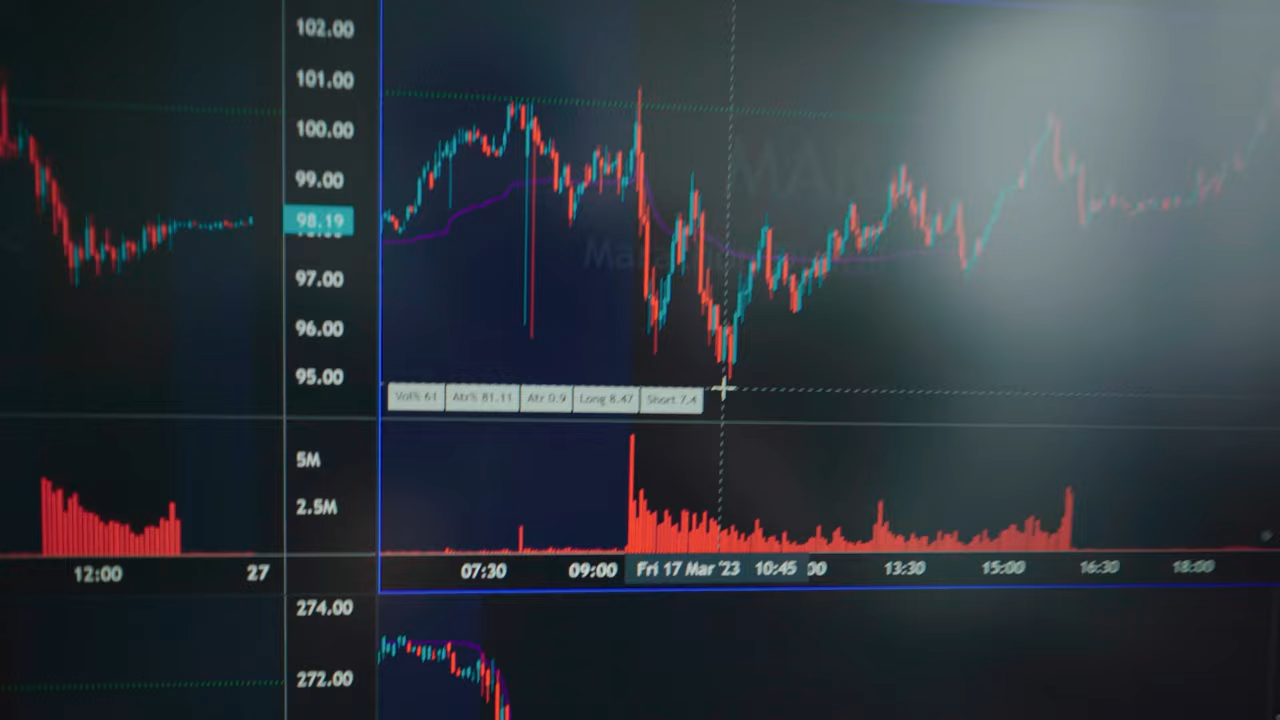 102.00
101.00
100.00
99.00
98.19
97.00
96.00
95.00
Vol% 61 Atr% 81.11 Atr 0.9 Long 8.47 Short 7.4
5M
2.5M
12:00 27
07:30 09:00 Fri 17 Mar '23 10:45 00 13:30 15:00 16:30 18:00
274.00
272.00